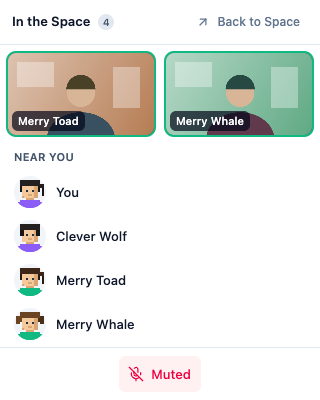 In the Space 4
Back to Space
Merry Toad
Merry Whale
NEAR YOU
You
Clever Wolf
Merry Toad
Merry Whale
Muted